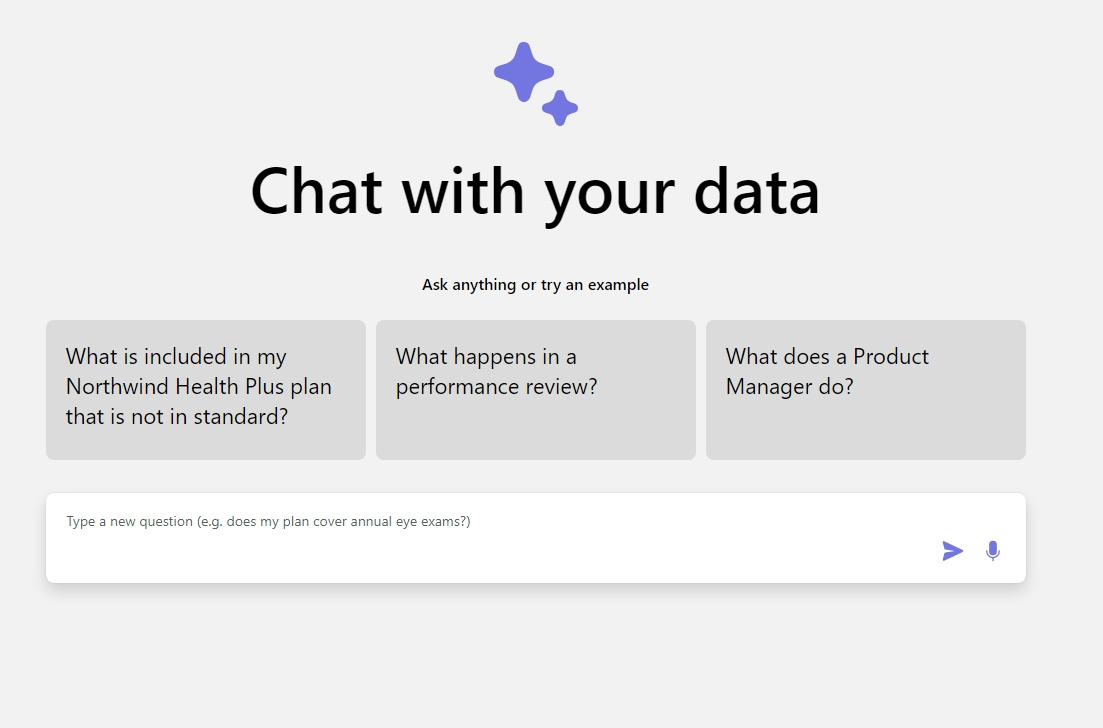 Chat with your data
Ask anything or try an example
What is included in my
Northwind Health Plus plan
that is not in standard?
What happens in a
performance review?
What does a Product
Manager do?
Type a new question (e.g. does my plan cover annual eye exams?)